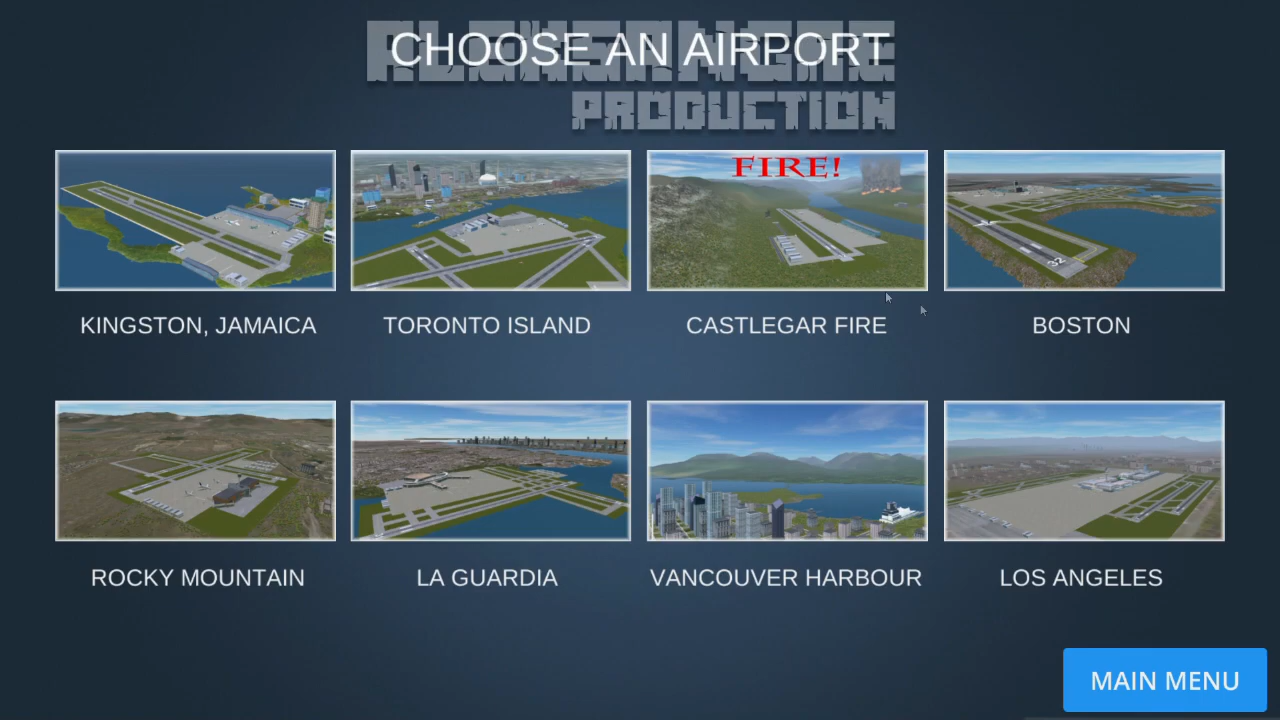 CHOOSE AN AIRPORT
PRODUCTION
FIRE!
32
KINGSTON, JAMAICA
TORONTO ISLAND
CASTLEGAR FIRE
BOSTON
ROCKY MOUNTAIN
LA GUARDIA
VANCOUVER HARBOUR
LOS ANGELES
MAIN MENU